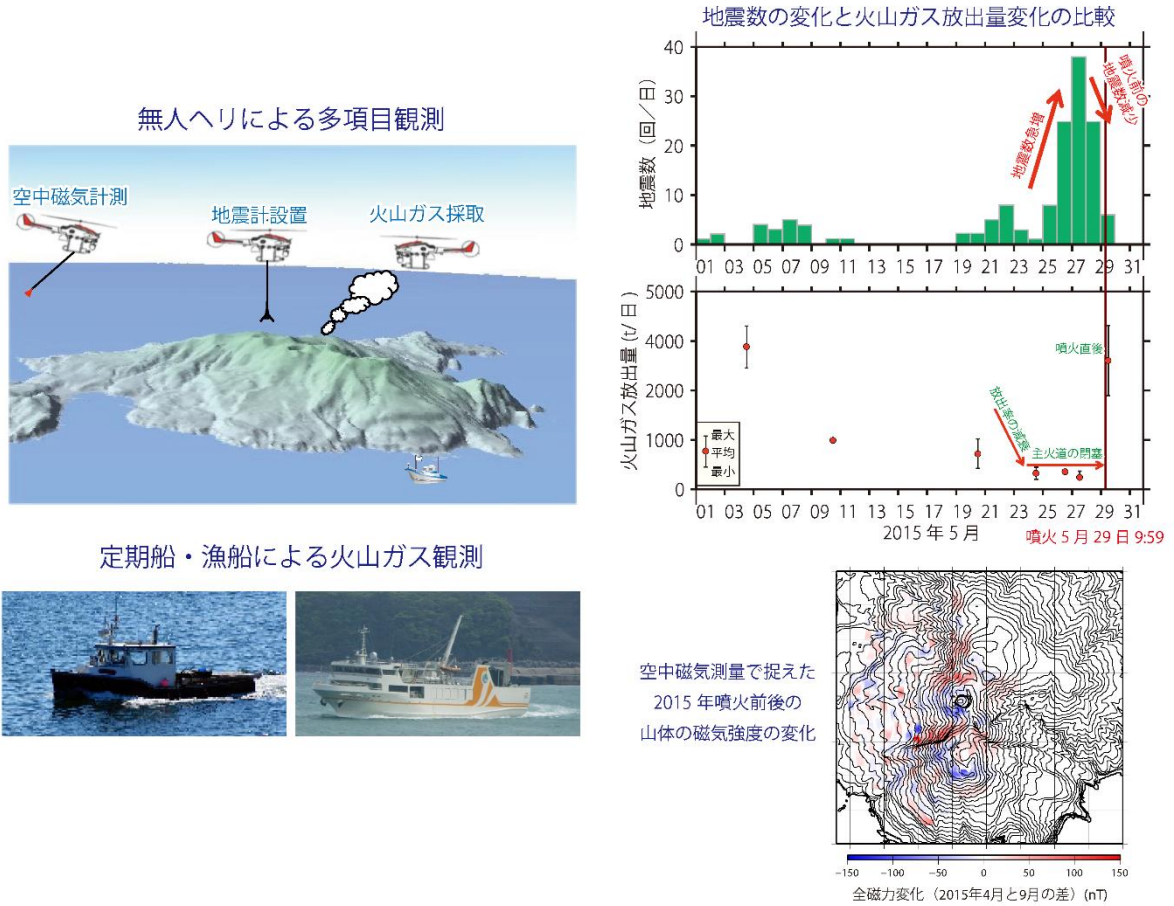 無人ヘリによる多項目観測
空中磁気計測
地震計設置
火山ガス採取
定期船・漁船による火山ガス観測
地震数の変化と火山ガス放出量変化の比較
地震数（回／日）
40
30
20
10
0
地震数急増
噴火前の
地震数減少
01 03 05 07 09 11 13 15 17 19 21 23 25 27 29 31
火山ガス放出量（t/日）
5000
4000
2000
1000
0
噴火直後
放出率の減衰
主火道の閉塞
最大
平均
最小
01 03 05 07 09 11 13 15 17 19 21 23 25 27 29 31
2015年5月
噴火5月29日9:59
空中磁気測量で捉えた
2015年噴火前後の
山体の磁気強度の変化
−150 −100 −50 0 50 100 150
全磁力変化（2015年4月と9月の差）(nT)